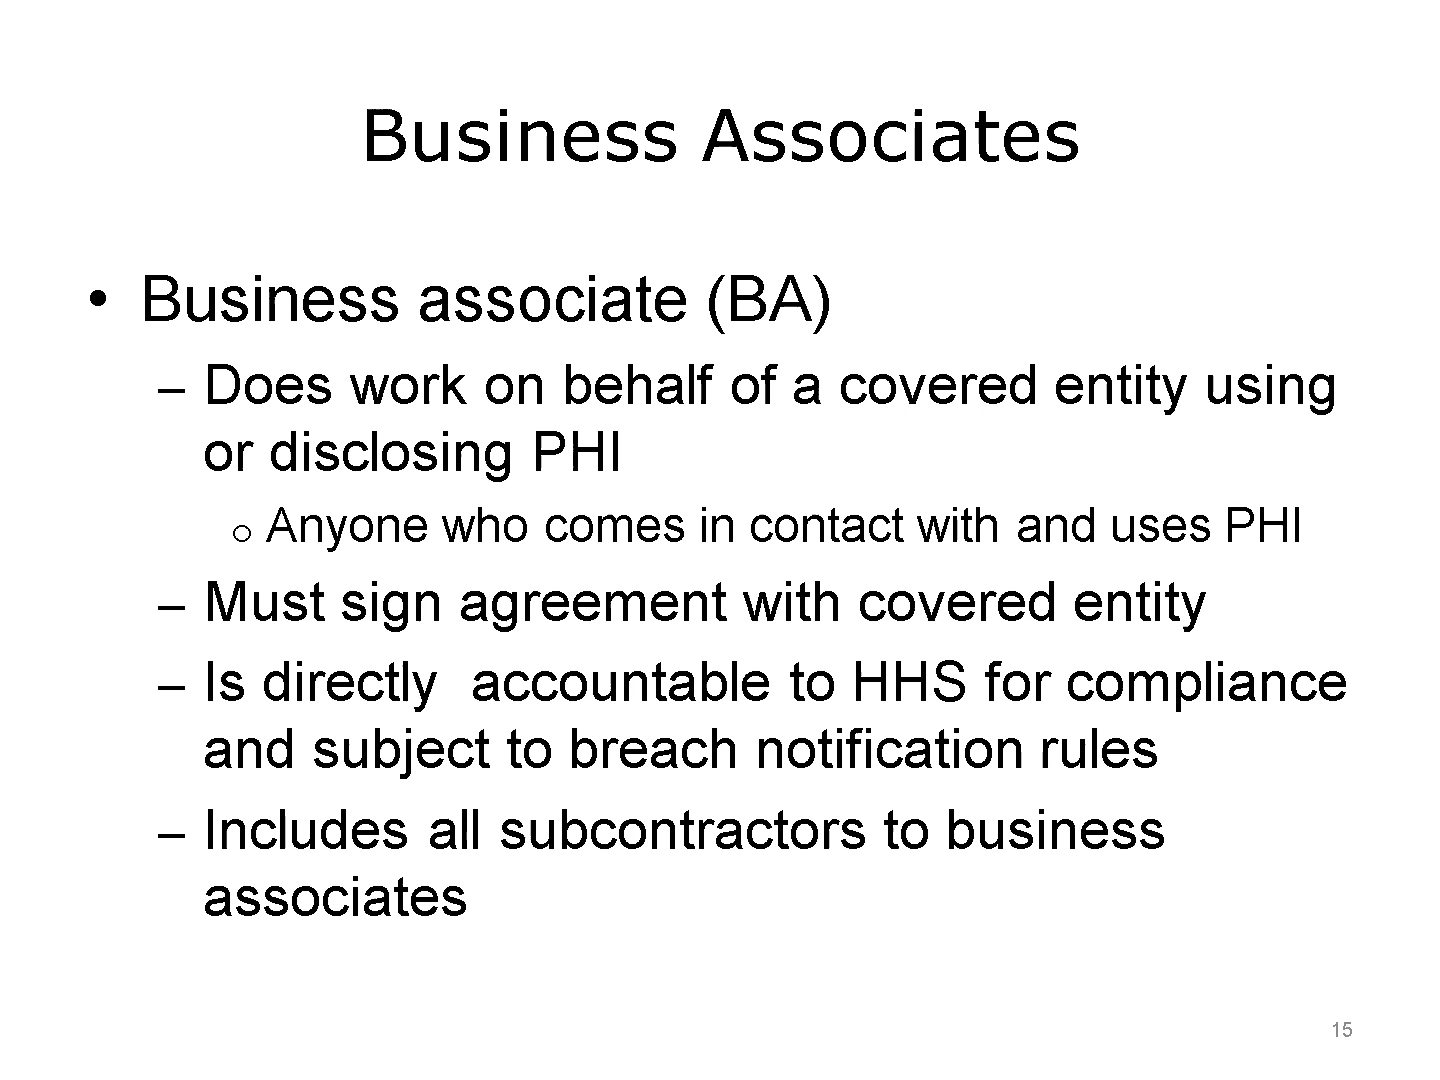 Business Associates
• Business associate (BA)
– Does work on behalf of a covered entity using
or disclosing PHI
o Anyone who comes in contact with and uses PHI
– Must sign agreement with covered entity
– Is directly  accountable to HHS for compliance
and subject to breach notification rules
– Includes all subcontractors to business
associates
15